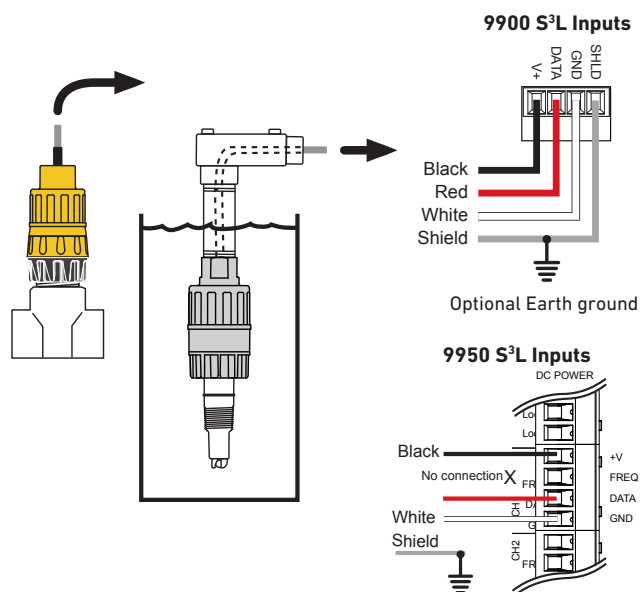 9900 S³L Inputs
V+
DATA
GND
SHLD
Black
Red
White
Shield
Optional Earth ground
9950 S³L Inputs
DC POWER
Black
+V
No connection X
FREQ
DATA
White
GND
Shield
CH2